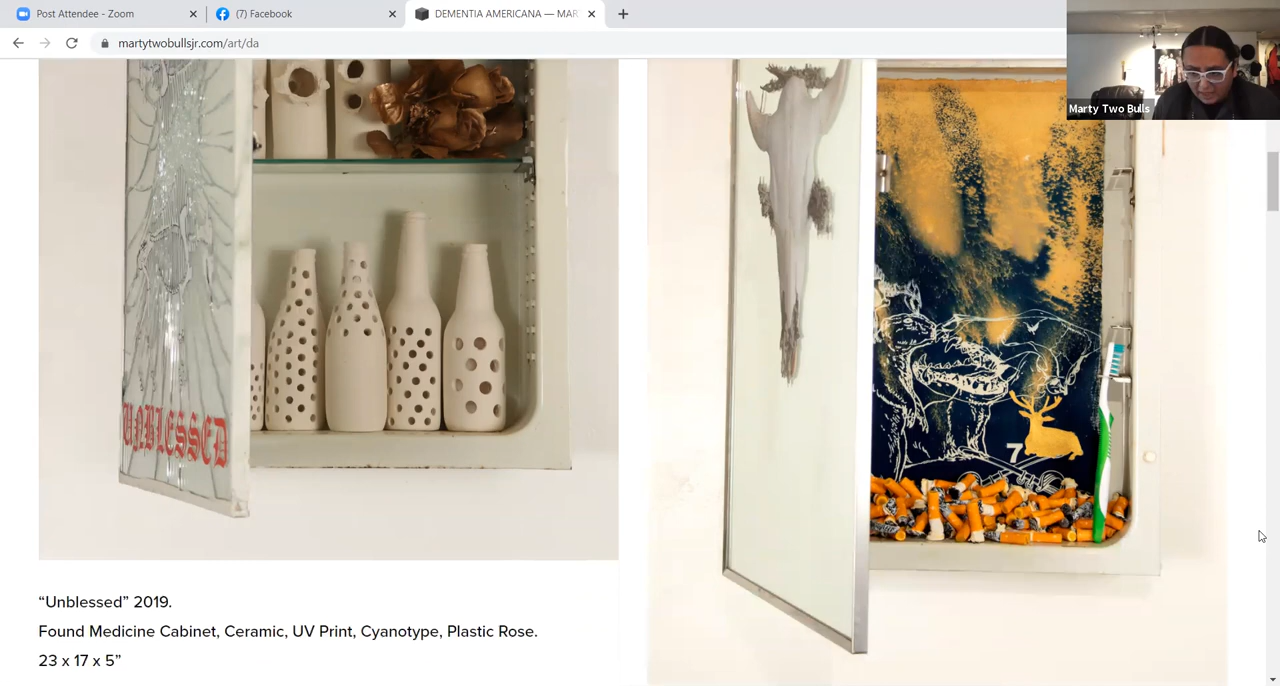 Post Attendee - Zoom
(7) Facebook
DEMENTIA AMERICANA — MAR
martytwobullsjr.com/art/da
Marty Two Bulls
UNBLESSED
7
“Unblessed” 2019.
Found Medicine Cabinet, Ceramic, UV Print, Cyanotype, Plastic Rose.
23 x 17 x 5”